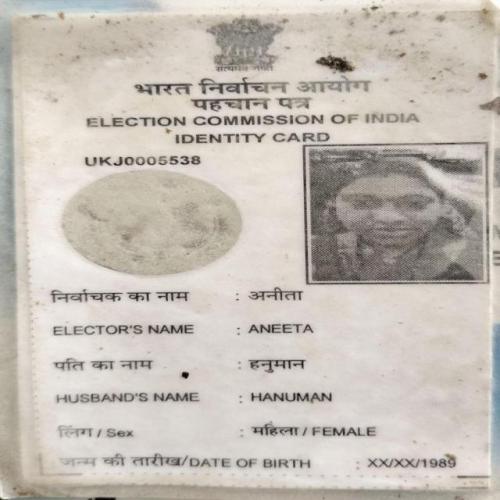 सत्यमेव जयते
भारत निर्वाचन आयोग
पहचान पत्र
ELECTION COMMISSION OF INDIA
IDENTITY CARD
UKJ0005538
निर्वाचक का नाम : अनीता
ELECTOR'S NAME : ANEETA
पति का नाम : हनुमान
HUSBAND'S NAME : HANUMAN
लिंग / Sex : महिला / FEMALE
जन्म की तारीख/DATE OF BIRTH : XX/XX/1989